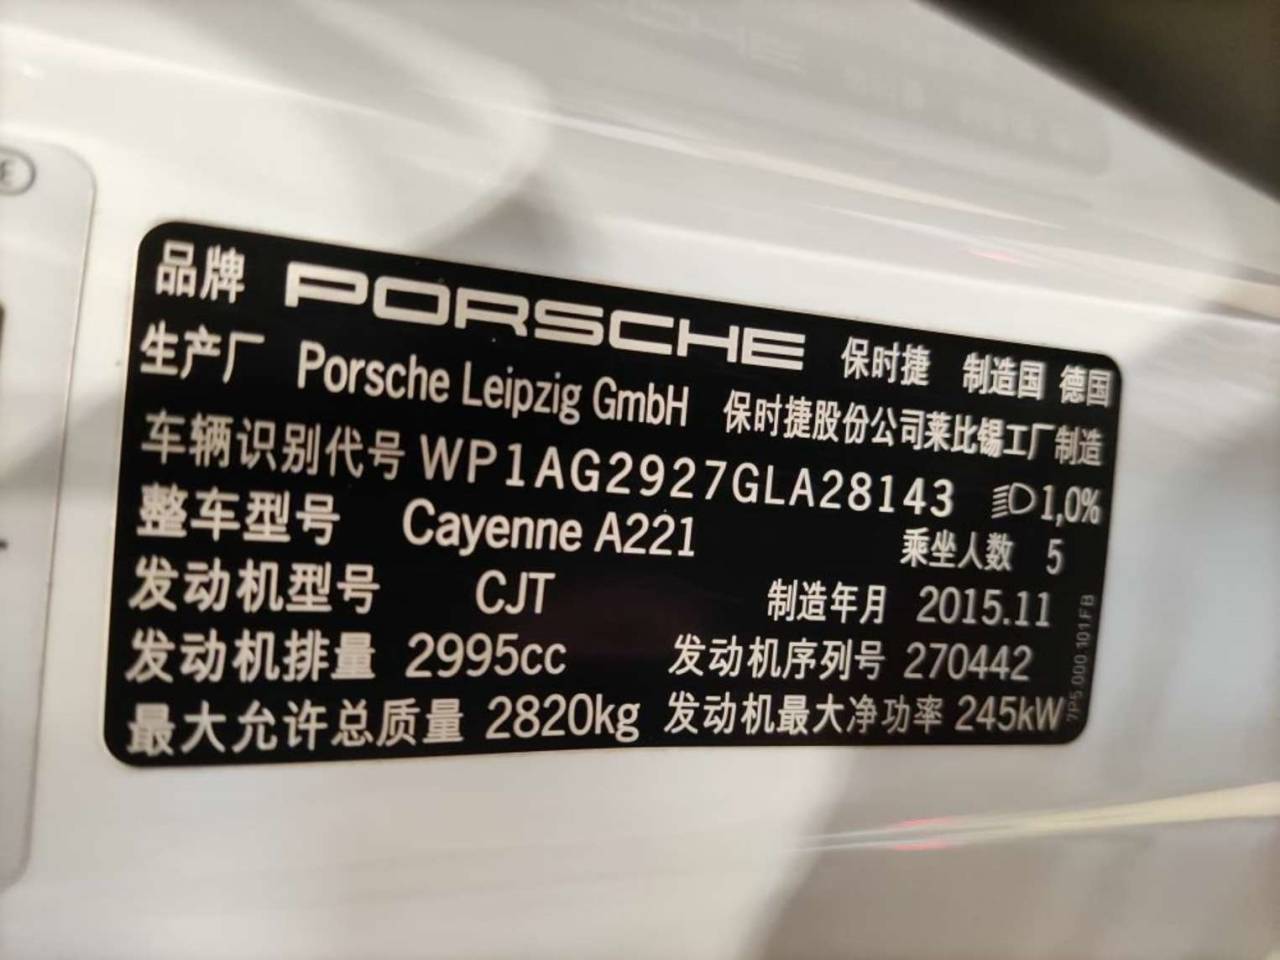 品牌 PORSCHE 保时捷 制造国 德国
生产厂 Porsche Leipzig GmbH 保时捷股份公司莱比锡工厂制造
车辆识别代号 WP1AG2927GLA28143 1,0%
整车型号 Cayenne A221 乘坐人数 5
发动机型号 CJT 制造年月 2015.11
发动机排量 2995cc 发动机序列号 270442
最大允许总质量 2820kg 发动机最大净功率 245kW
7P5.000.101.FB